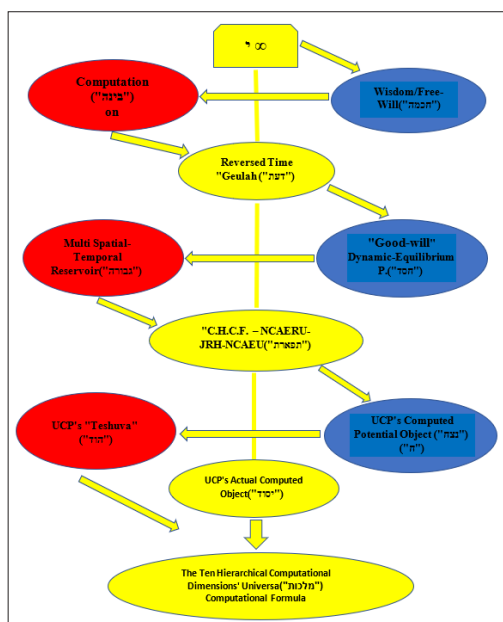 י ∞
Computation
("בינה")
on
Wisdom/Free-
Will("חכמה")
Reversed Time
"Geulah ("דעת")
Multi Spatial-
Temporal
Reservoir("גבורה")
"Good-will"
Dynamic-Equilibrium
P.("חסד")
"C.H.C.F. – NCAERU-
JRH-NCAEU("תפארת")
UCP's "Teshuva"
("הוד")
UCP's Computed
Potential Object ("נצח
("ח
UCP's Actual Computed
Object("יסוד")
The Ten Hierarchical Computational
Dimensions' Universa("מלכות")
Computational Formula